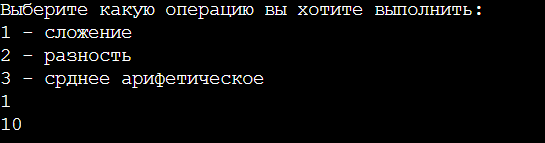 Выберите какую операцию вы хотите выполнить:
1 - сложение
2 - разность
3 - срднее арифетическое
1
10